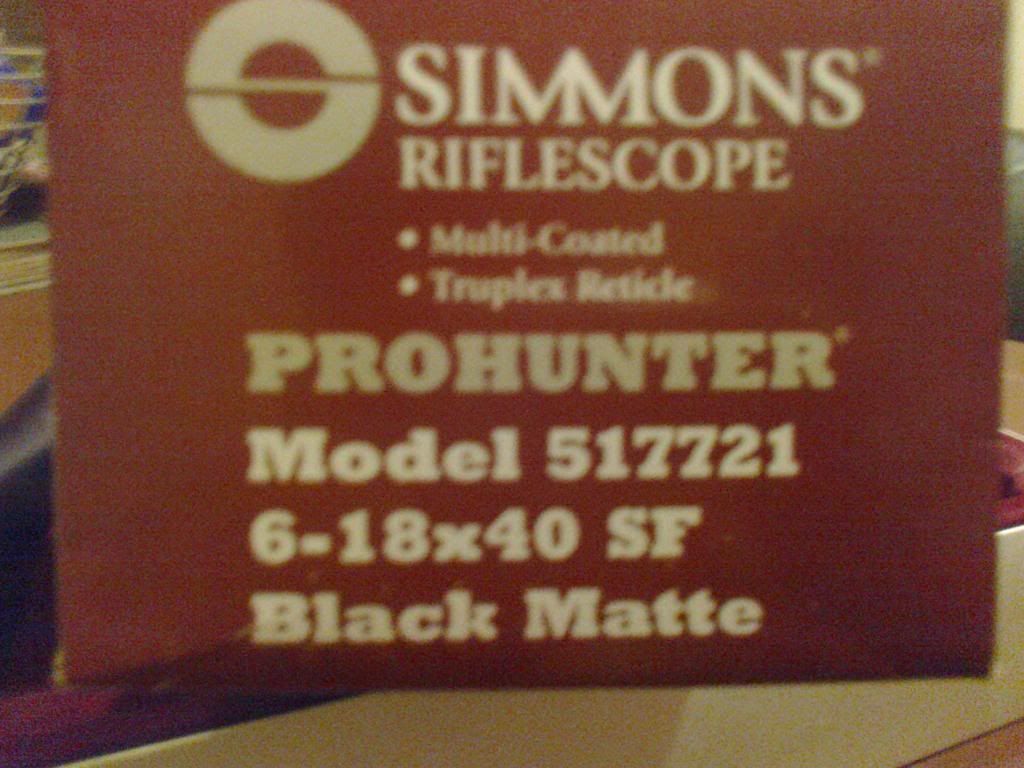 SIMMONS®
RIFLESCOPE
• Multi-Coated
• Truplex Reticle
PROHUNTER®
Model 517721
6-18x40 SF
Black Matte